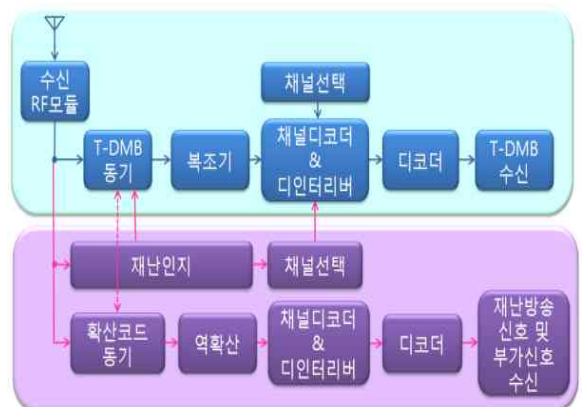 수신
RF모듈
채널선택
T-DMB
동기
복조기
채널디코더
&
디인터리버
디코더
T-DMB
수신
재난인지
채널선택
확산코드
동기
역확산
채널디코더
&
디인터리버
디코더
재난방송
신호 및
부가신호
수신